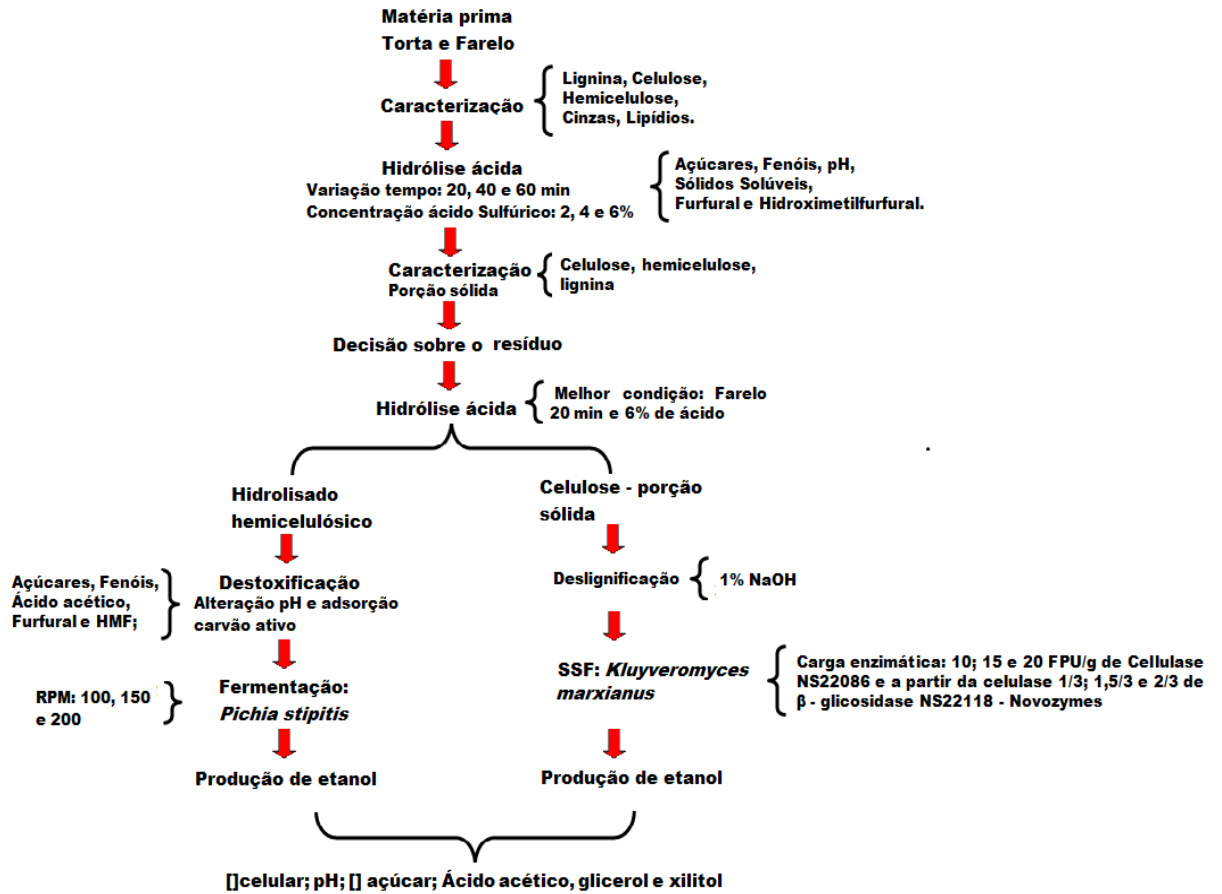 Matéria prima
Torta e Farelo
Caracterização
Lignina, Celulose,
Hemicelulose,
Cinzas, Lipídios.
Hidrólise ácida
Variação tempo: 20, 40 e 60 min
Concentração ácido Sulfúrico: 2, 4 e 6%
Açúcares, Fenóis, pH,
Sólidos Solúveis,
Furfural e Hidroximetilfurfural.
Caracterização
Porção sólida
Celulose, hemicelulose,
lignina
Decisão sobre o resíduo
Hidrólise ácida
Melhor condição: Farelo
20 min e 6% de ácido
Hidrolisado
hemicelulósico
Destoxificação
Alteração pH e adsorção
carvão ativo
Açúcares, Fenóis,
Ácido acético,
Furfural e HMF;
Fermentação:
Pichia stipitis
RPM: 100, 150
e 200
Produção de etanol
Celulose - porção
sólida
Deslignificação
1% NaOH
SSF: Kluyveromyces
marxianus
Carga enzimática: 10; 15 e 20 FPU/g de Cellulase
NS22086 e a partir da celulase 1/3; 1,5/3 e 2/3 de
β - glicosidase NS22118 - Novozymes
Produção de etanol
[]celular; pH; [] açúcar; Ácido acético, glicerol e xilitol